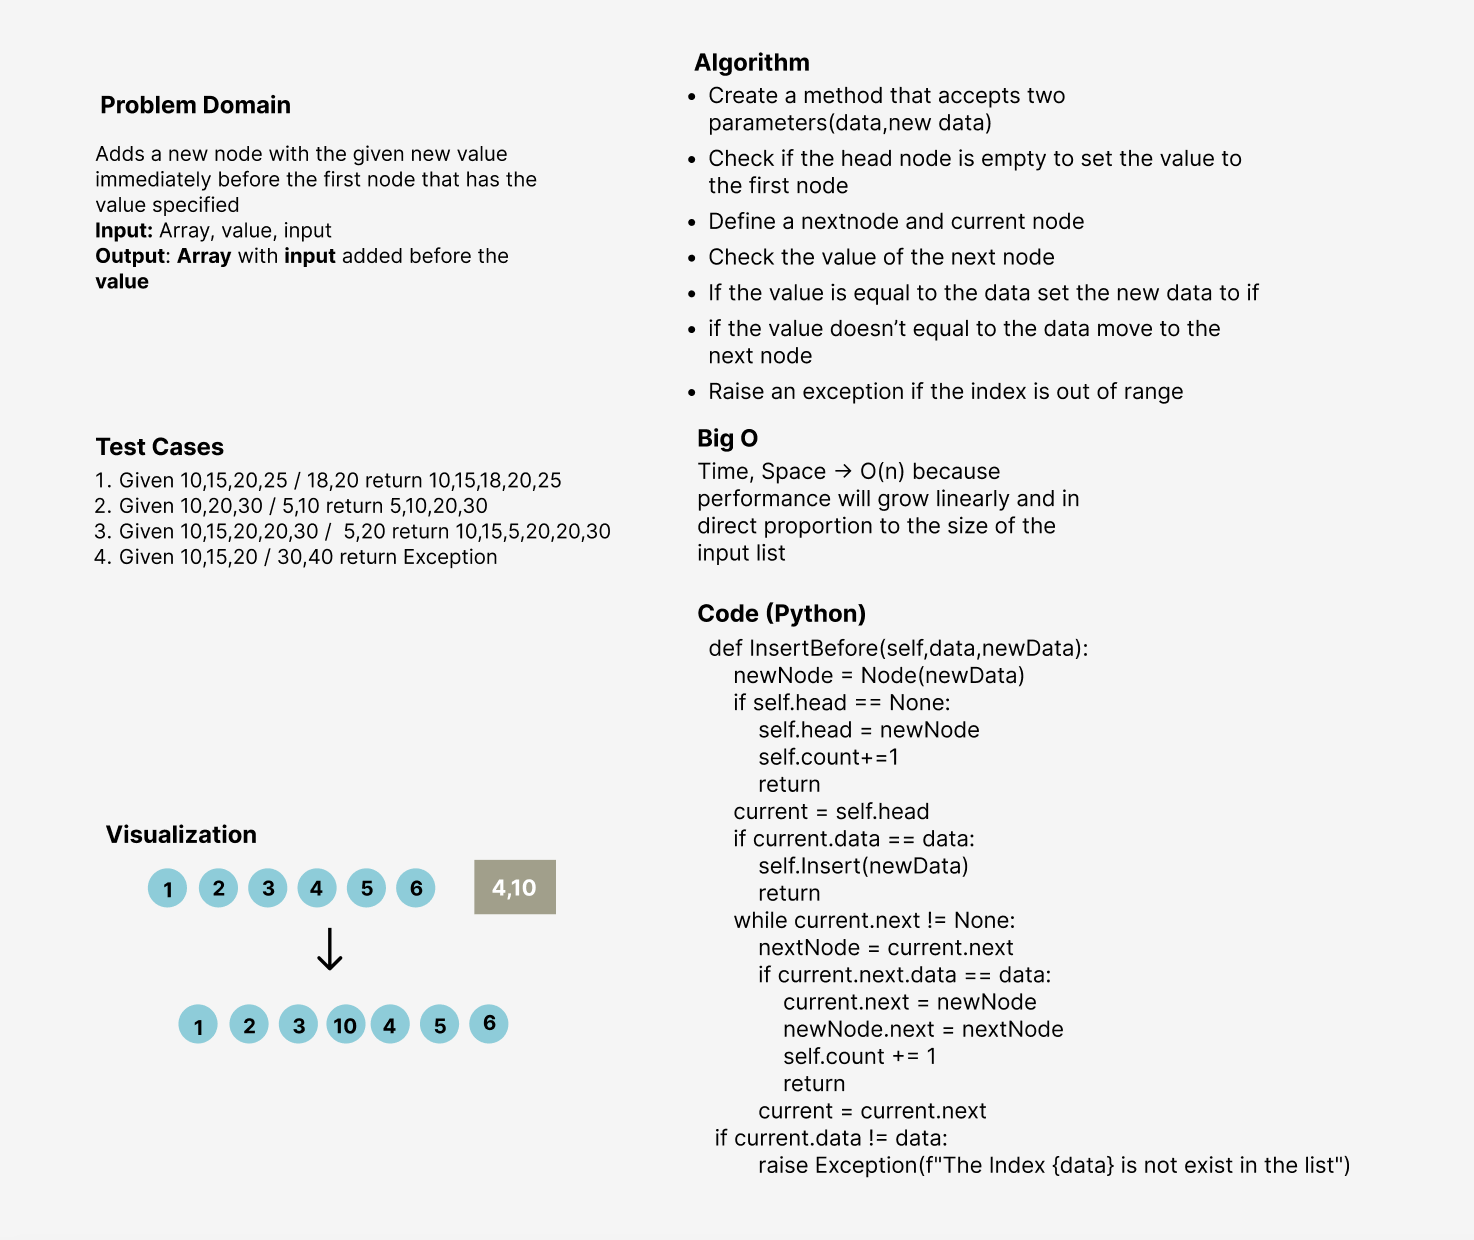 Problem Domain
Adds a new node with the given new value
immediately before the first node that has the
value specified
Input: Array, value, input
Output: Array with input added before the
value
Test Cases
1. Given 10,15,20,25 / 18,20 return 10,15,18,20,25
2. Given 10,20,30 / 5,10 return 5,10,20,30
3. Given 10,15,20,20,30 /  5,20 return 10,15,5,20,20,30
4. Given 10,15,20 / 30,40 return Exception
Visualization
1 2 3 4 5 6 4,10
↓
1 2 3 10 4 5 6
Algorithm
• Create a method that accepts two
parameters(data,new data)
• Check if the head node is empty to set the value to
the first node
• Define a nextnode and current node
• Check the value of the next node
• If the value is equal to the data set the new data to if
• if the value doesn’t equal to the data move to the
next node
• Raise an exception if the index is out of range
Big O
Time, Space → O(n) because
performance will grow linearly and in
direct proportion to the size of the
input list
Code (Python)
def InsertBefore(self,data,newData):
    newNode = Node(newData)
    if self.head == None:
        self.head = newNode
        self.count+=1
        return
    current = self.head
    if current.data == data:
        self.Insert(newData)
        return
    while current.next != None:
        nextNode = current.next
        if current.next.data == data:
            current.next = newNode
            newNode.next = nextNode
            self.count += 1
            return
        current = current.next
 if current.data != data:
        raise Exception(f"The Index {data} is not exist in the list")